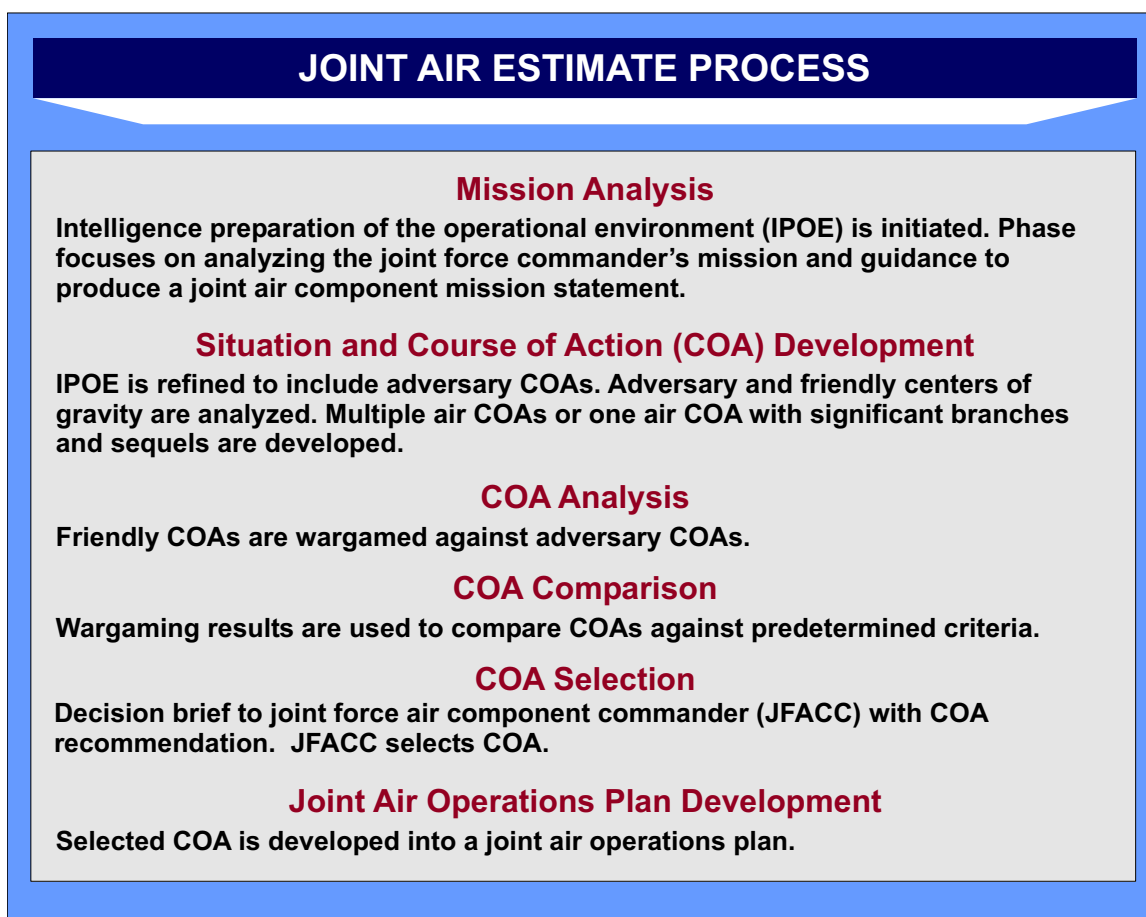 JOINT AIR ESTIMATE PROCESS
Mission Analysis
Intelligence preparation of the operational environment (IPOE) is initiated. Phase
focuses on analyzing the joint force commander’s mission and guidance to
produce a joint air component mission statement.
Situation and Course of Action (COA) Development
IPOE is refined to include adversary COAs. Adversary and friendly centers of
gravity are analyzed. Multiple air COAs or one air COA with significant branches
and sequels are developed.
COA Analysis
Friendly COAs are wargamed against adversary COAs.
COA Comparison
Wargaming results are used to compare COAs against predetermined criteria.
COA Selection
Decision brief to joint force air component commander (JFACC) with COA
recommendation.  JFACC selects COA.
Joint Air Operations Plan Development
Selected COA is developed into a joint air operations plan.